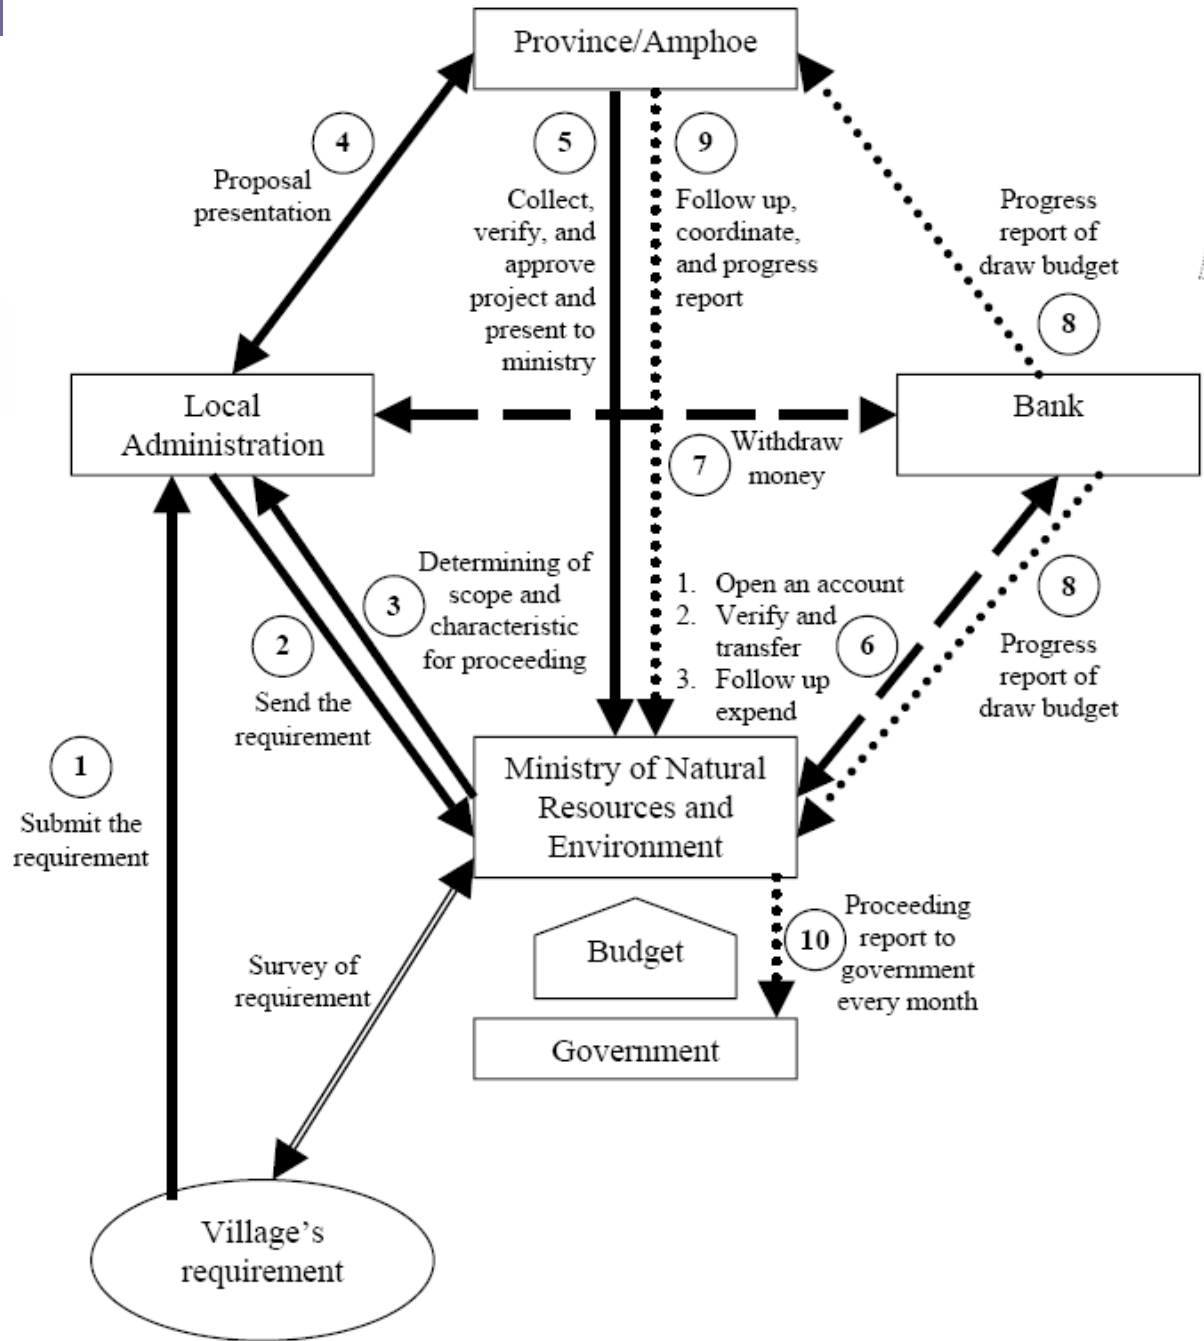 Province/Amphoe
4
Proposal
presentation
5
Collect,
verify, and
approve
project and
present to
ministry
9
Follow up,
coordinate,
and progress
report
Progress
report of
draw budget
8
Local
Administration
Bank
7
Withdraw
money
3
Determining of
scope and
characteristic
for proceeding
2
Send the
requirement
1. Open an account
2. Verify and
transfer
3. Follow up
expend
6
8
Progress
report of
draw budget
1
Submit the
requirement
Ministry of Natural
Resources and
Environment
Survey of
requirement
Budget
10
Proceeding
report to
government
every month
Government
Village's
requirement